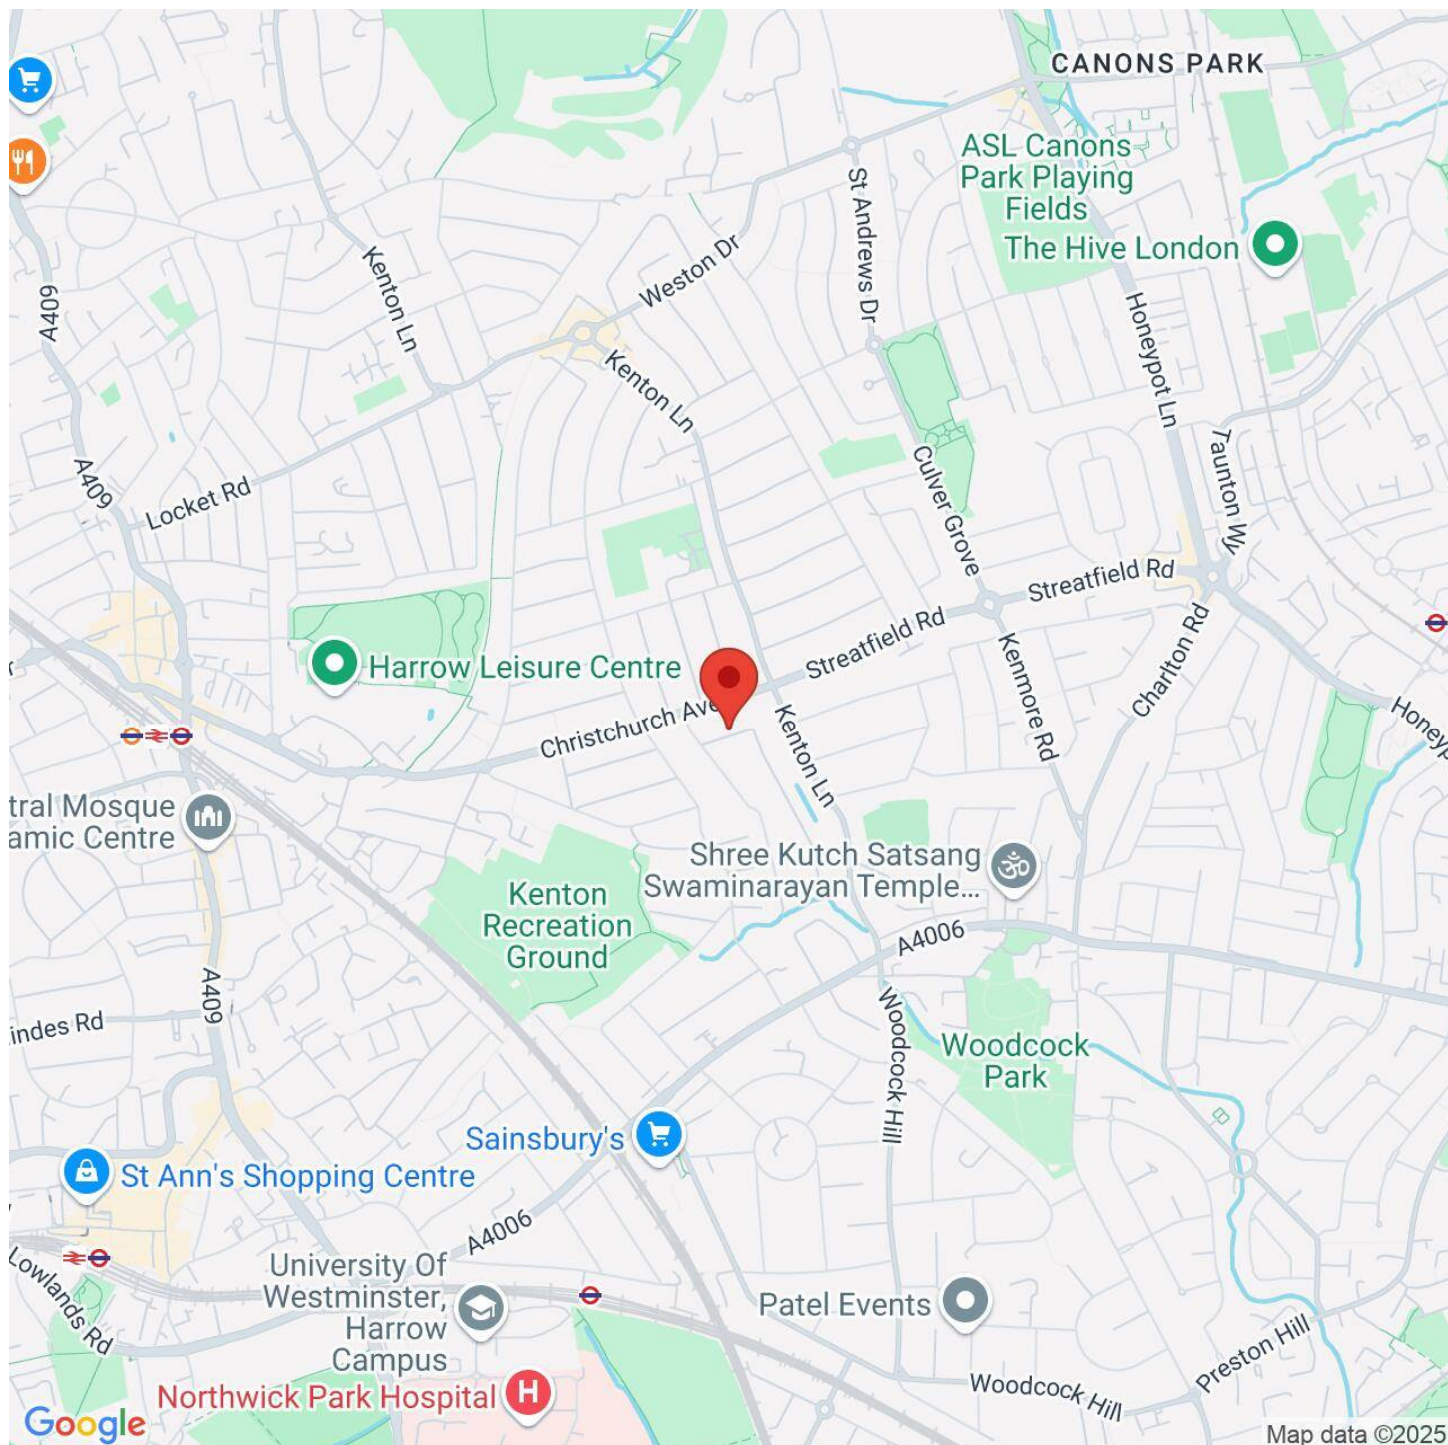 CANONS PARK
ASL Canons
Park Playing
Fields
The Hive London
St Andrews Dr
Weston Dr
Kenton Ln
A409
Kenton Ln
Honeypot Ln
Taunton Wy
Culver Grove
A409
Locket Rd
Streatfield Rd
Streatfield Rd
Charlton Rd
Kenmore Rd
Harrow Leisure Centre
Christchurch Ave
Kenton Ln
tral Mosque
amic Centre
Shree Kutch Satsang
Swaminarayan Temple...
Kenton
Recreation
Ground
A4006
A409
indes Rd
Woodcock Hill
Woodcock
Park
Sainsbury's
St Ann's Shopping Centre
A4006
Lowlands Rd
University Of
Westminster,
Harrow
Campus
Patel Events
Preston Hill
Woodcock Hill
Northwick Park Hospital
H
Google
Map data ©2025